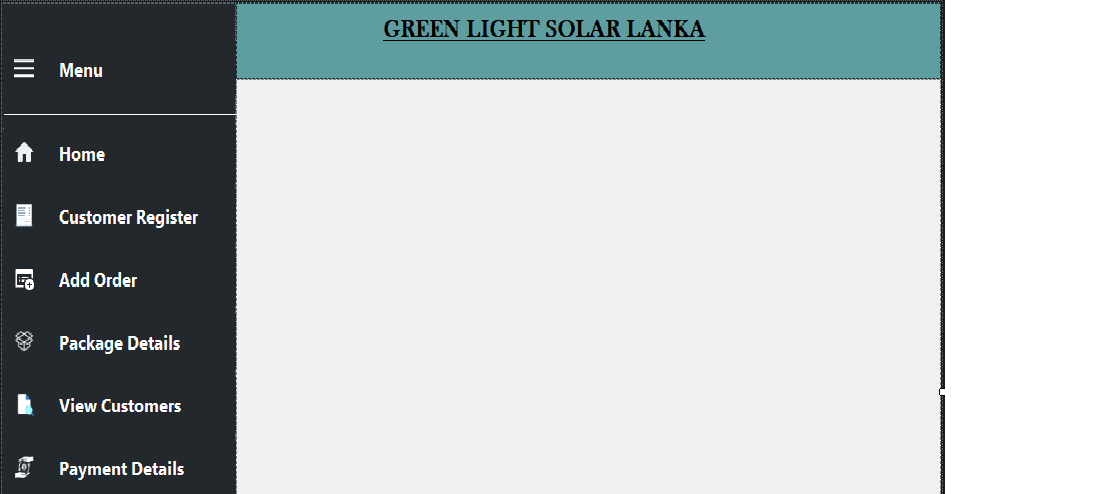 GREEN LIGHT SOLAR LANKA
Menu
Home
Customer Register
Add Order
Package Details
View Customers
Payment Details